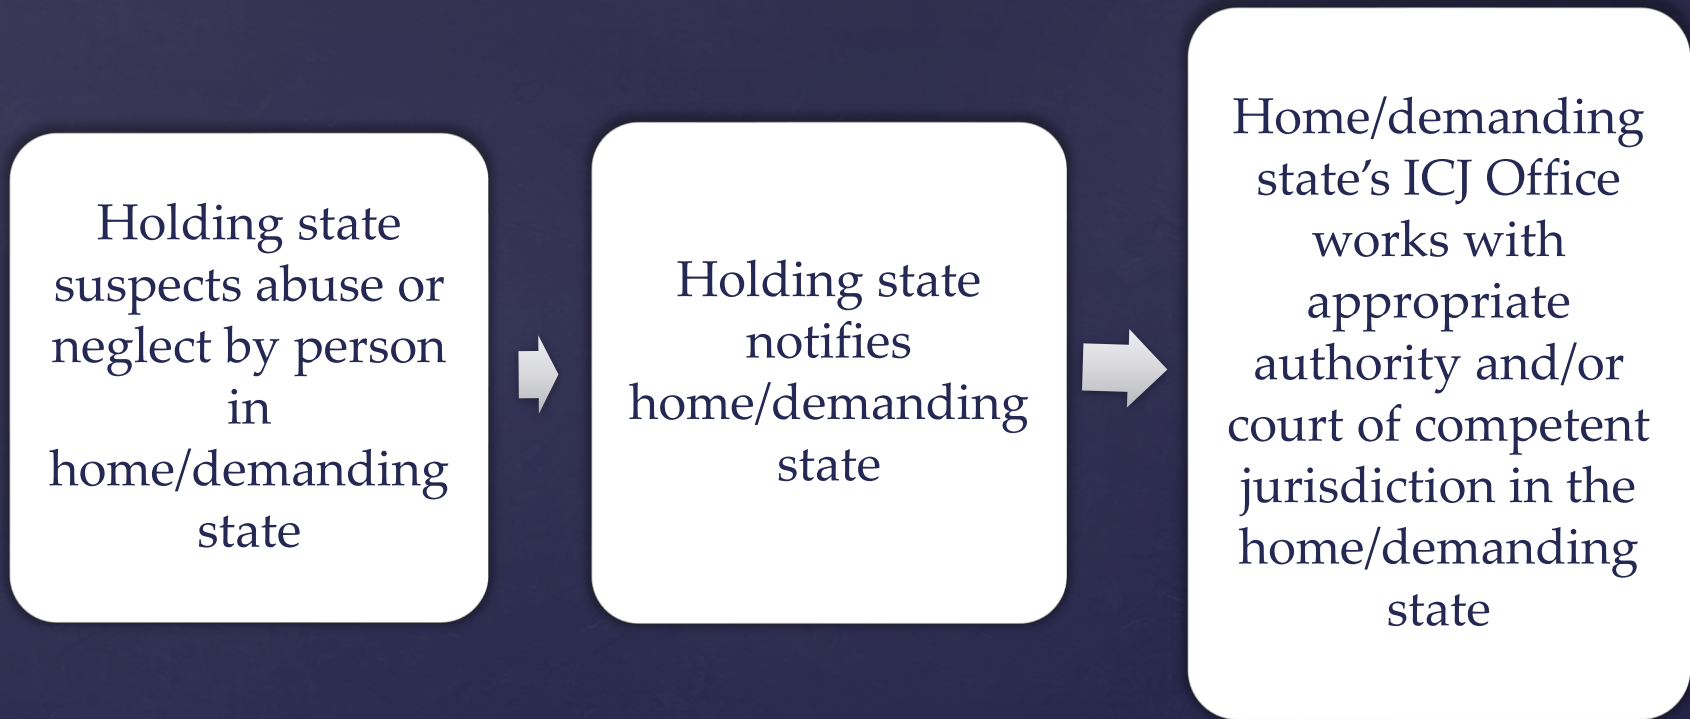 Holding state
suspects abuse or
neglect by person
in
home/demanding
state
Holding state
notifies
home/demanding
state
Home/demanding
state’s ICJ Office
works with
appropriate
authority and/or
court of competent
jurisdiction in the
home/demanding
state